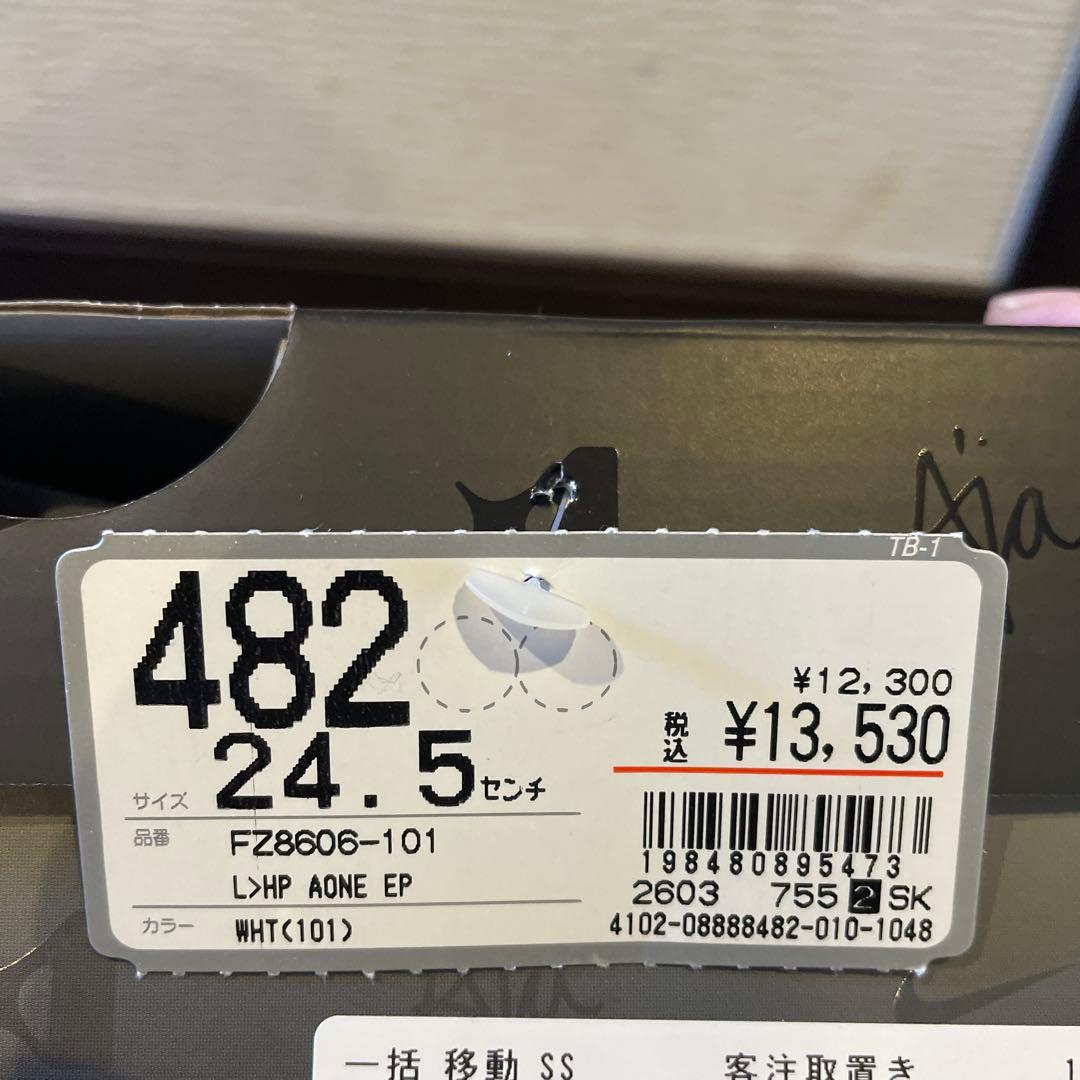 A'ja
TB-1
482
サイズ 24.5センチ
品番 FZ8606-101
L>HP AONE EP
カラー WHT(101)
¥12,300
税込 ¥13,530
198480895473
2603 755 2 SK
4102-08888482-010-1048
一括 移動 SS 客注取置き 1